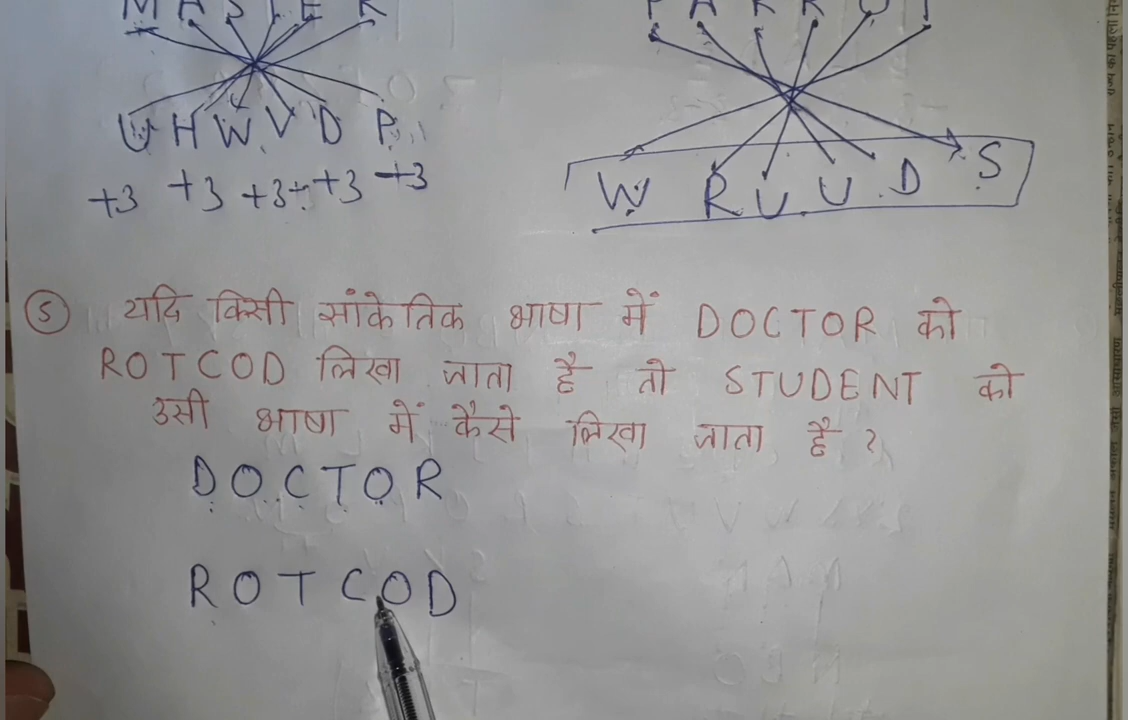 M A S T E R
U H W V D P
+3 +3 +3 +3 +3
W R U U D S
5 यदि किसी सांकेतिक भाषा में DOCTOR को
ROTCOD लिखा जाता है तो STUDENT को
उसी भाषा में कैसे लिखा जाता है ?
DOCTOR
ROTCOD